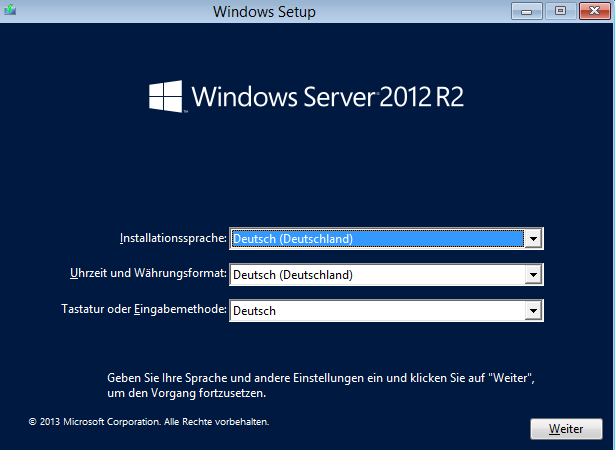 Windows Setup
Windows Server 2012 R2
Installationssprache: Deutsch (Deutschland)
Uhrzeit und Währungsformat: Deutsch (Deutschland)
Tastatur oder Eingabemethode: Deutsch
Geben Sie Ihre Sprache und andere Einstellungen ein und klicken Sie auf "Weiter",
um den Vorgang fortzusetzen.
© 2013 Microsoft Corporation. Alle Rechte vorbehalten.
Weiter